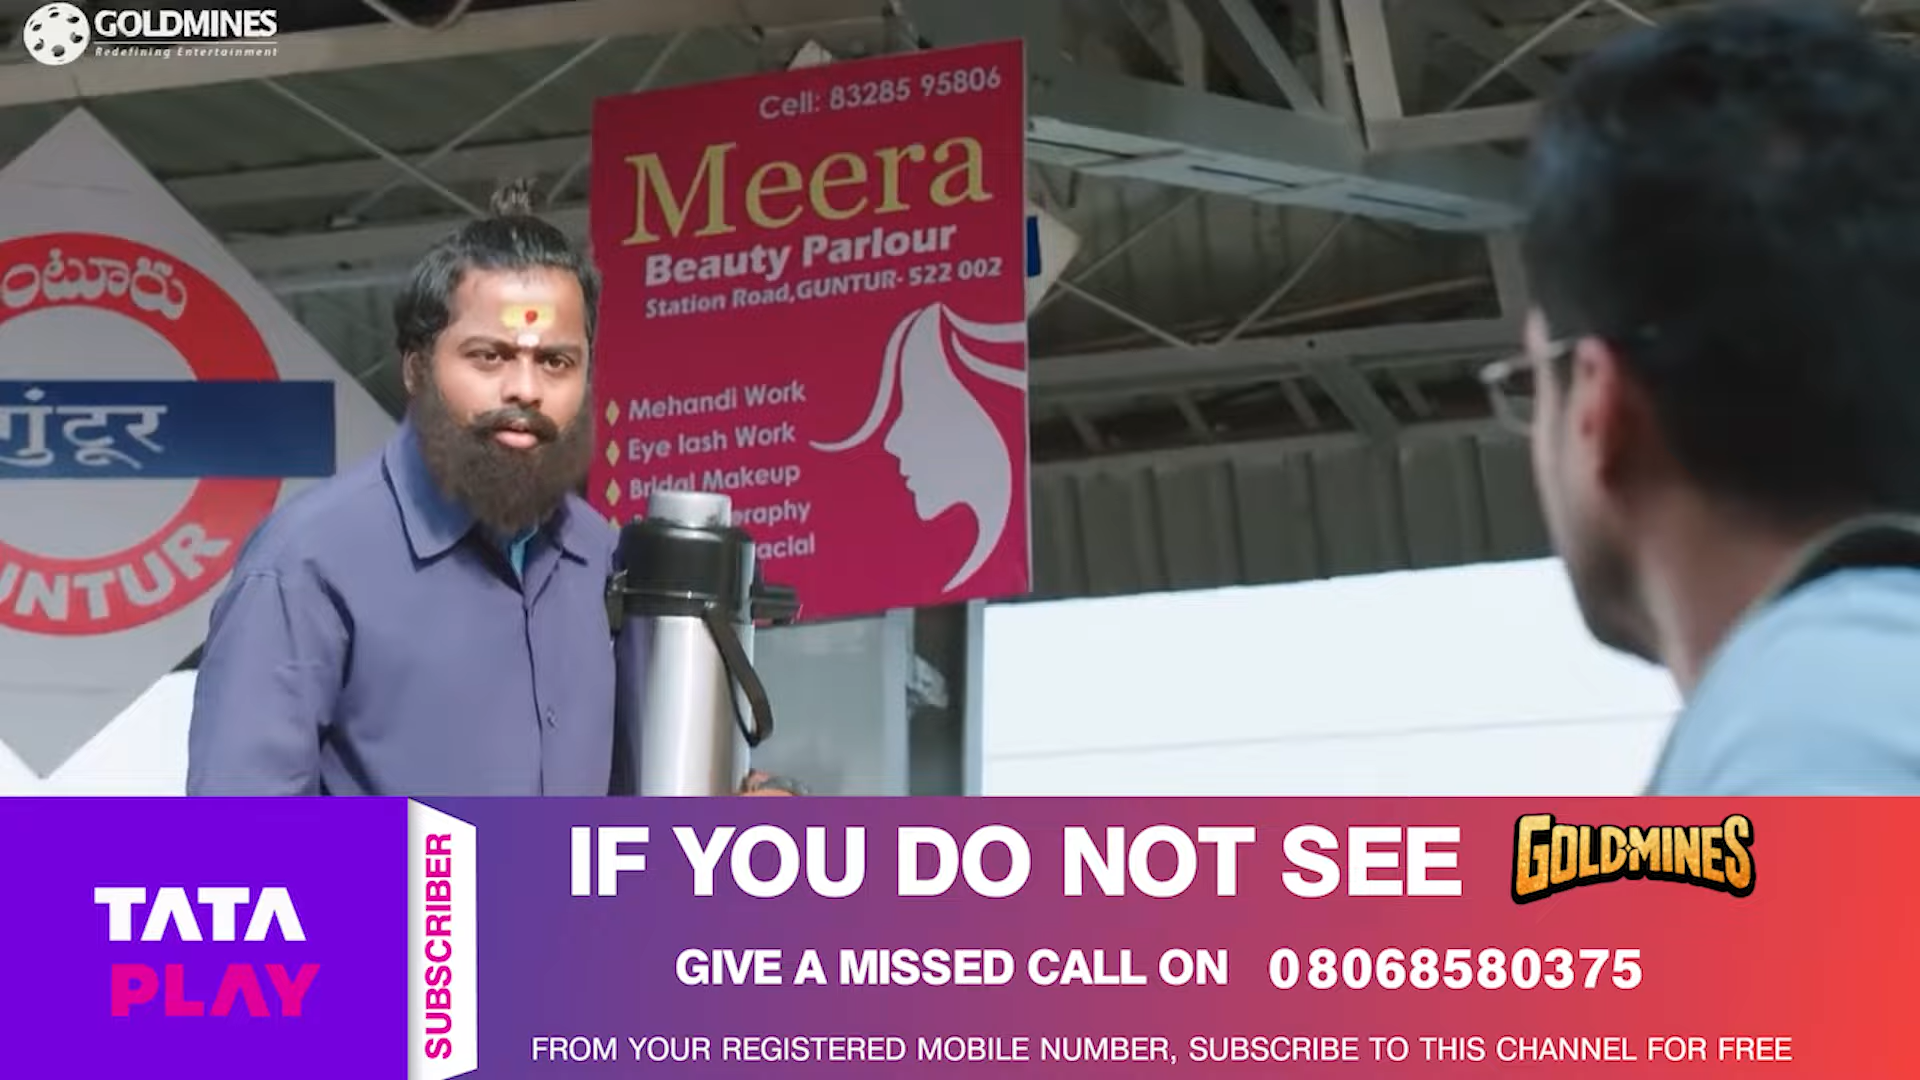 GOLDMINES
Redefining Entertainment
Cell: 83285 95806
Meera
Beauty Parlour
Station Road,GUNTUR- 522 002
Mehandi Work
Eye lash Work
Bridal Makeup
ంటూరు
गुंटूर
UNTUR
TATA
PLAY
SUBSCRIBER
IF YOU DO NOT SEE GOLDMINES
GIVE A MISSED CALL ON 08068580375
FROM YOUR REGISTERED MOBILE NUMBER, SUBSCRIBE TO THIS CHANNEL FOR FREE